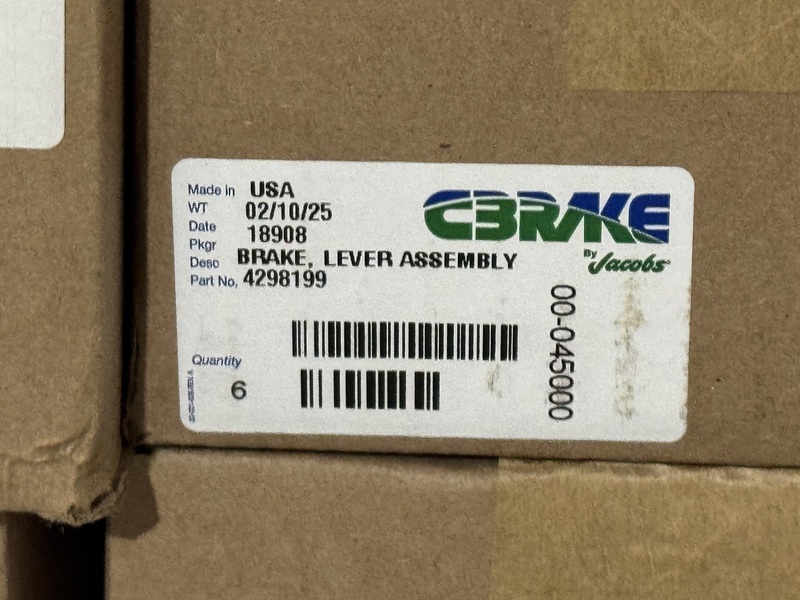 Made in USA
WT 02/10/25
Date 18908
Pkgr
Desc BRAKE, LEVER ASSEMBLY
Part No. 4298199
CBRAKE
By Jacobs
Quantity
6
00-045000